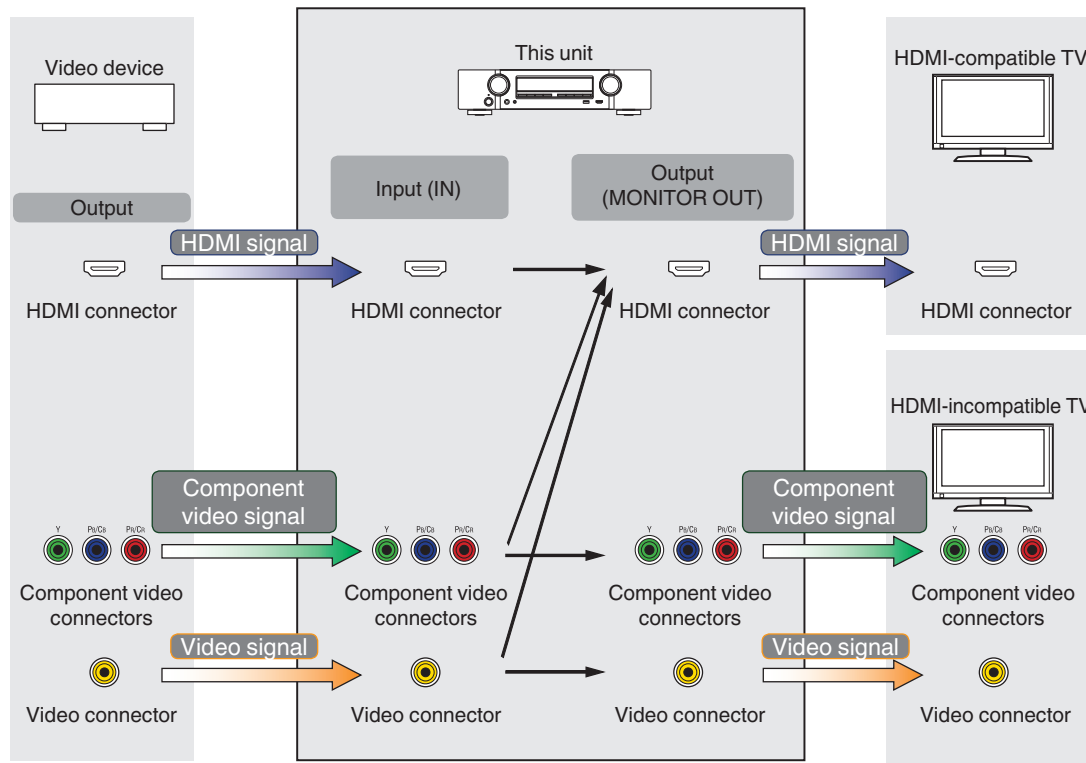 Video device
This unit
HDMI-compatible TV
Output
Input (IN)
Output
(MONITOR OUT)
HDMI signal
HDMI signal
HDMI connector
HDMI connector
HDMI connector
HDMI connector
HDMI-incompatible TV
Component
video signal
Component
video signal
Y PB/CB PR/CR
Y PB/CB PR/CR
Y PB/CB PR/CR
Y PB/CB PR/CR
Component video
connectors
Component video
connectors
Component video
connectors
Component video
connectors
Video signal
Video signal
Video connector
Video connector
Video connector
Video connector